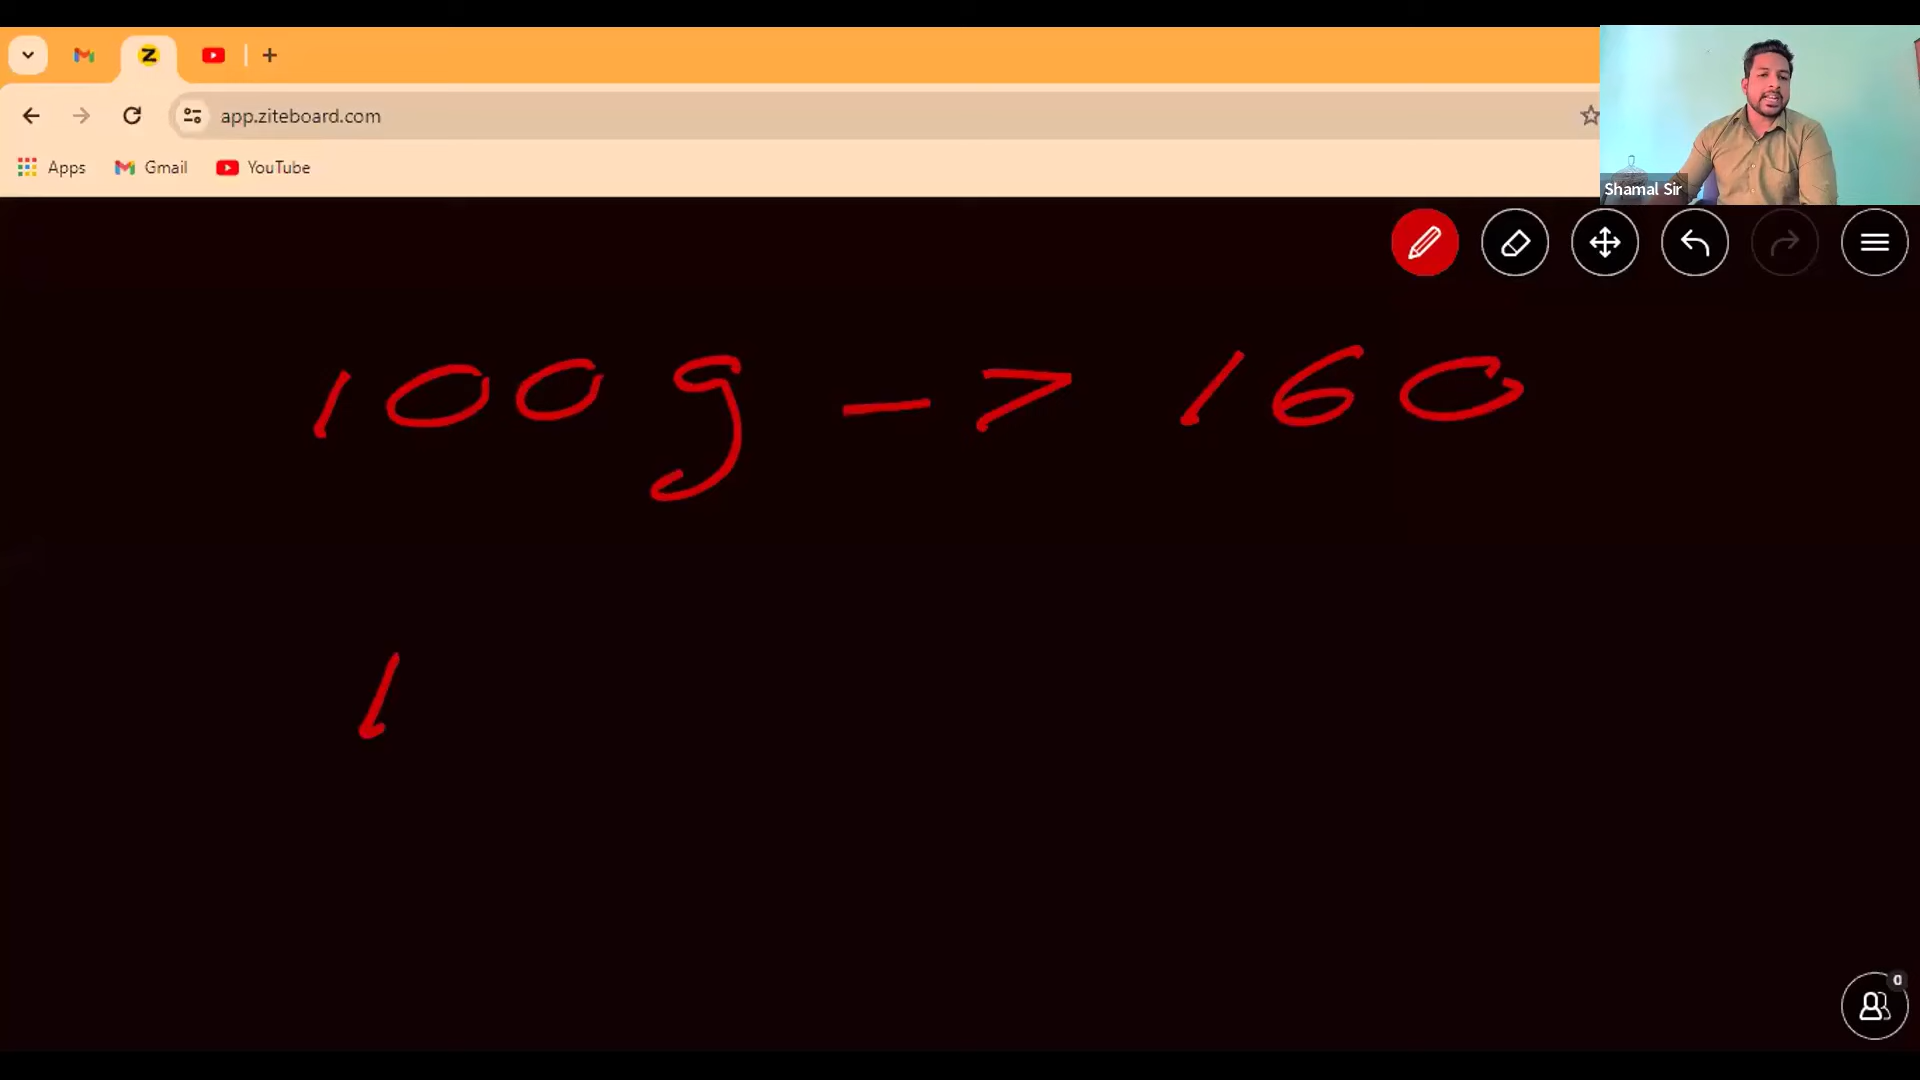 app.ziteboard.com
Apps Gmail YouTube
Shamal Sir
100g -> 160
1
0